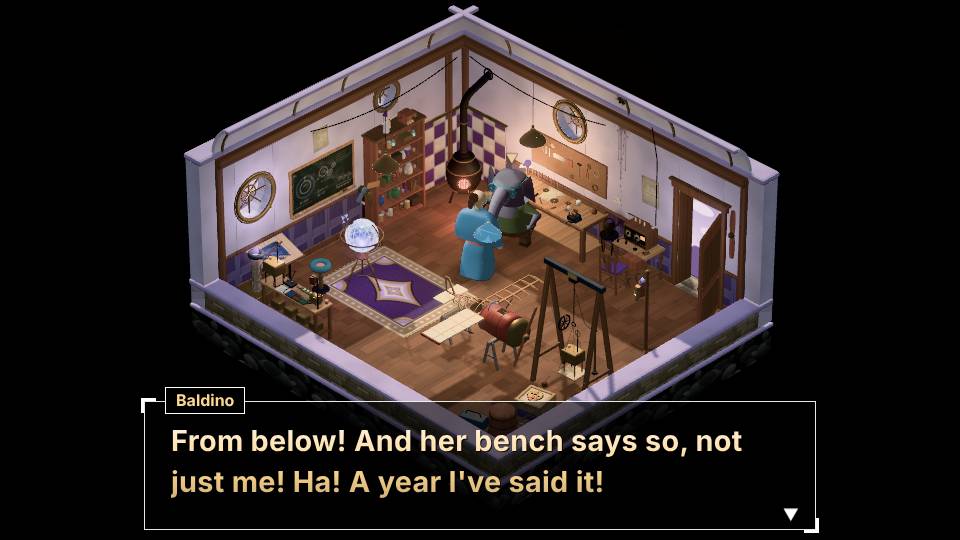 Baldino
From below! And her bench says so, not
just me! Ha! A year I've said it!